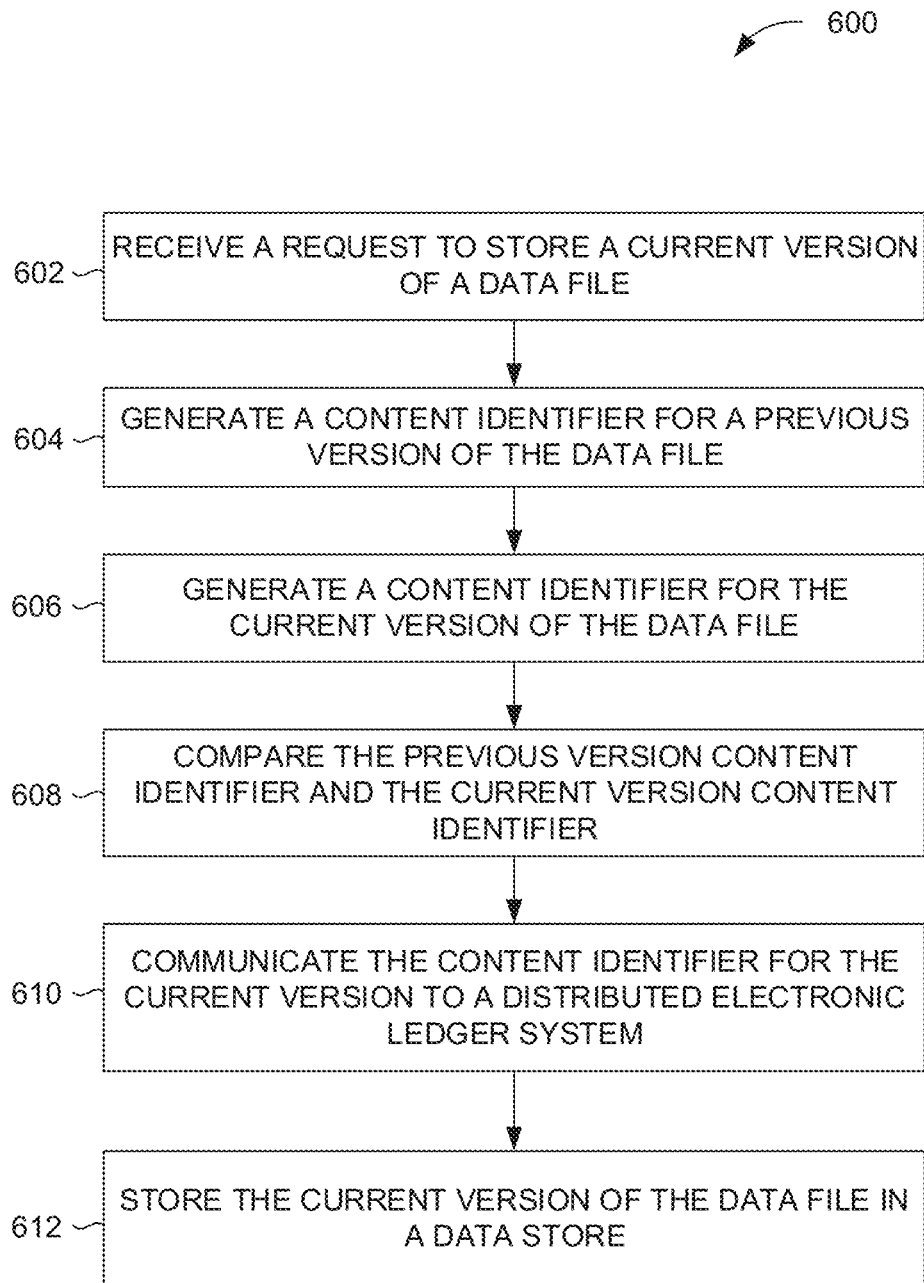 600
RECEIVE A REQUEST TO STORE A CURRENT VERSION
OF A DATA FILE
602
GENERATE A CONTENT IDENTIFIER FOR A PREVIOUS
VERSION OF THE DATA FILE
604
GENERATE A CONTENT IDENTIFIER FOR THE
CURRENT VERSION OF THE DATA FILE
606
COMPARE THE PREVIOUS VERSION CONTENT
IDENTIFIER AND THE CURRENT VERSION CONTENT
IDENTIFIER
608
COMMUNICATE THE CONTENT IDENTIFIER FOR THE
CURRENT VERSION TO A DISTRIBUTED ELECTRONIC
LEDGER SYSTEM
610
STORE THE CURRENT VERSION OF THE DATA FILE IN
A DATA STORE
612